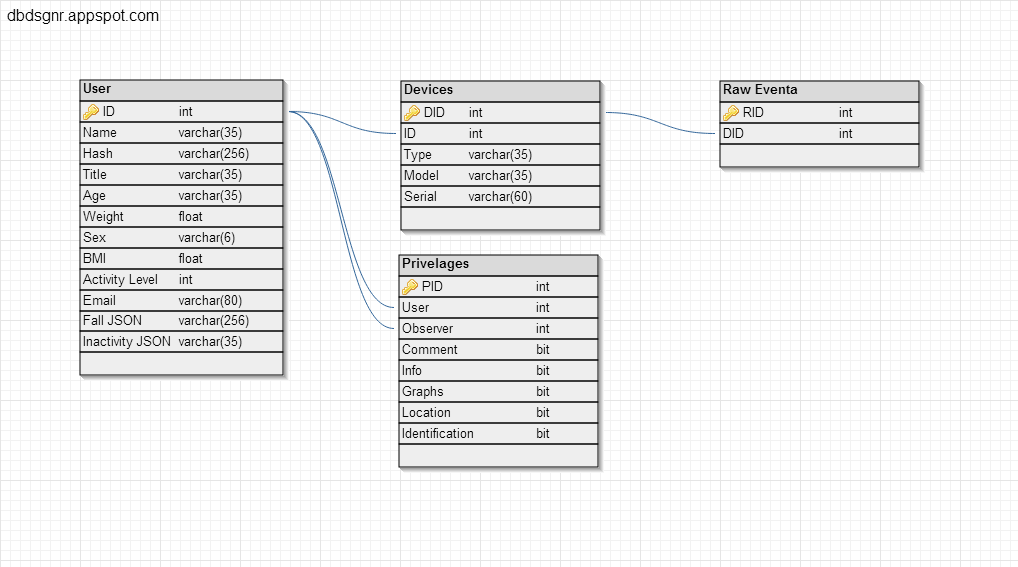 dbdsgnr.appspot.com
User
ID int
Name varchar(35)
Hash varchar(256)
Title varchar(35)
Age varchar(35)
Weight float
Sex varchar(6)
BMI float
Activity Level int
Email varchar(80)
Fall JSON varchar(256)
Inactivity JSON varchar(35)
Devices
DID int
ID int
Type varchar(35)
Model varchar(35)
Serial varchar(60)
Privelages
PID int
User int
Observer int
Comment bit
Info bit
Graphs bit
Location bit
Identification bit
Raw Eventa
RID int
DID int